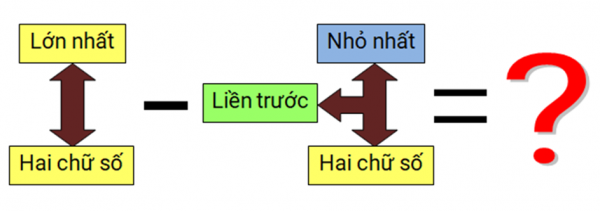 Lớn nhất
Nhỏ nhất
Liền trước
Hai chữ số
Hai chữ số
− =
?